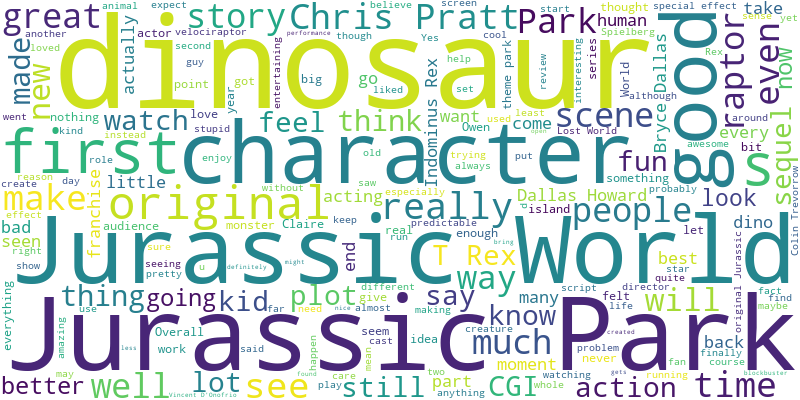 great
story
Chris Pratt
Park
human
good
raptor
even
take
now
dinosaur
made
new
actually
animal
expect
another
loved
actor
velociraptor
believe
screen
start
special effect
yet
sense
thought
Spielberg
though
Yes
cool
second
guy
entertaining
performance
theme park
review
series
World
Rex
although
interesting
point
got
go
liked
big
help
set
year
went
nothing
kind
love
stupid
watch
feel
think
want
Owen
come
scene
Lost World
Bryce Dallas
around
sequel
Indominus Rex
used
least
awesome
every
bit
instead
enjoy
old
trying
always
put
fun
something
probably
first
character
s
role
reason
day
without
saw
especially
open
create
little
make
original
acting
really
people
Dallas Howard
look
effect
franchise
d
island
dino
let
bad
seen
right
audience
monster
Claire
keep
real
run
predictable
enough
bring
best
star
quite
Colin Trevorrow
original Jurassic
show
seeing
pretty
sure
u
definitely
might
end
T Rex
Jurassic World
everything
thing
going
kid
plot
say
way
many
script
director
felt
life
will
fact
find
maybe
use
far
need
nice
almost
different
give
making
know
created
amazing
Overall
work
said
happen
seem
cast
idea
creature
much
problem
never
moment
back
finally
course
fan
blockbuster
Jurassic Park
less
may
better
well
lot
see
found
care
mean
play
still
two
part
anything
watching
whole
CGI
gets
running
action
time
Vincent D'Onofrio